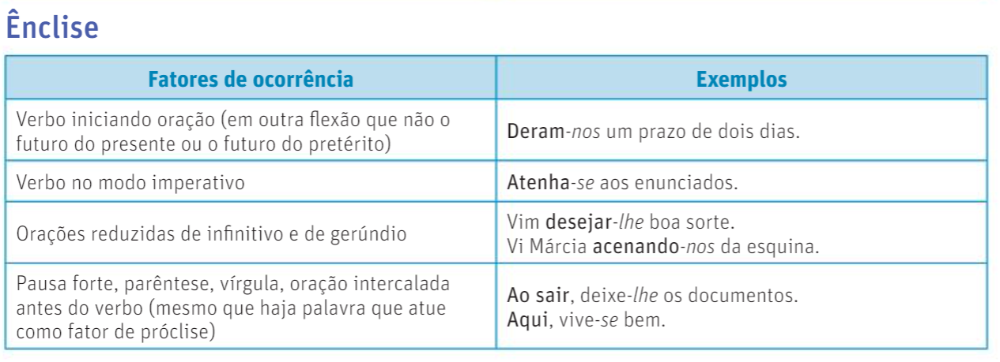 Ênclise
Fatores de ocorrência
Exemplos
Verbo iniciando oração (em outra flexão que não o
futuro do presente ou o futuro do pretérito)
Deram-nos um prazo de dois dias.
Verbo no modo imperativo
Atenha-se aos enunciados.
Orações reduzidas de infinitivo e de gerúndio
Vim desejar-lhe boa sorte.
Vi Márcia acenando-nos da esquina.
Pausa forte, parêntese, vírgula, oração intercalada
antes do verbo (mesmo que haja palavra que atue
como fator de próclise)
Ao sair, deixe-lhe os documentos.
Aqui, vive-se bem.